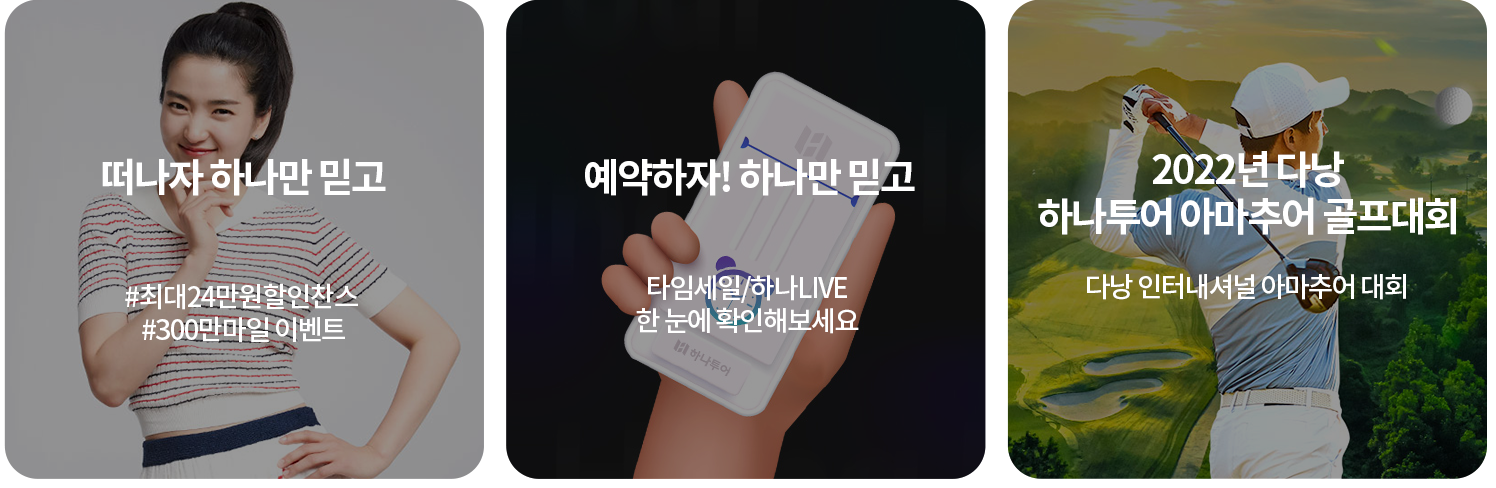 떠나자 하나만 믿고
#최대24만원할인찬스
#300만마일 이벤트
예약하자! 하나만 믿고
타임세일/하나LIVE
한 눈에 확인해보세요
하나투어
2022년 다낭
하나투어 아마추어 골프대회
다낭 인터내셔널 아마추어 대회